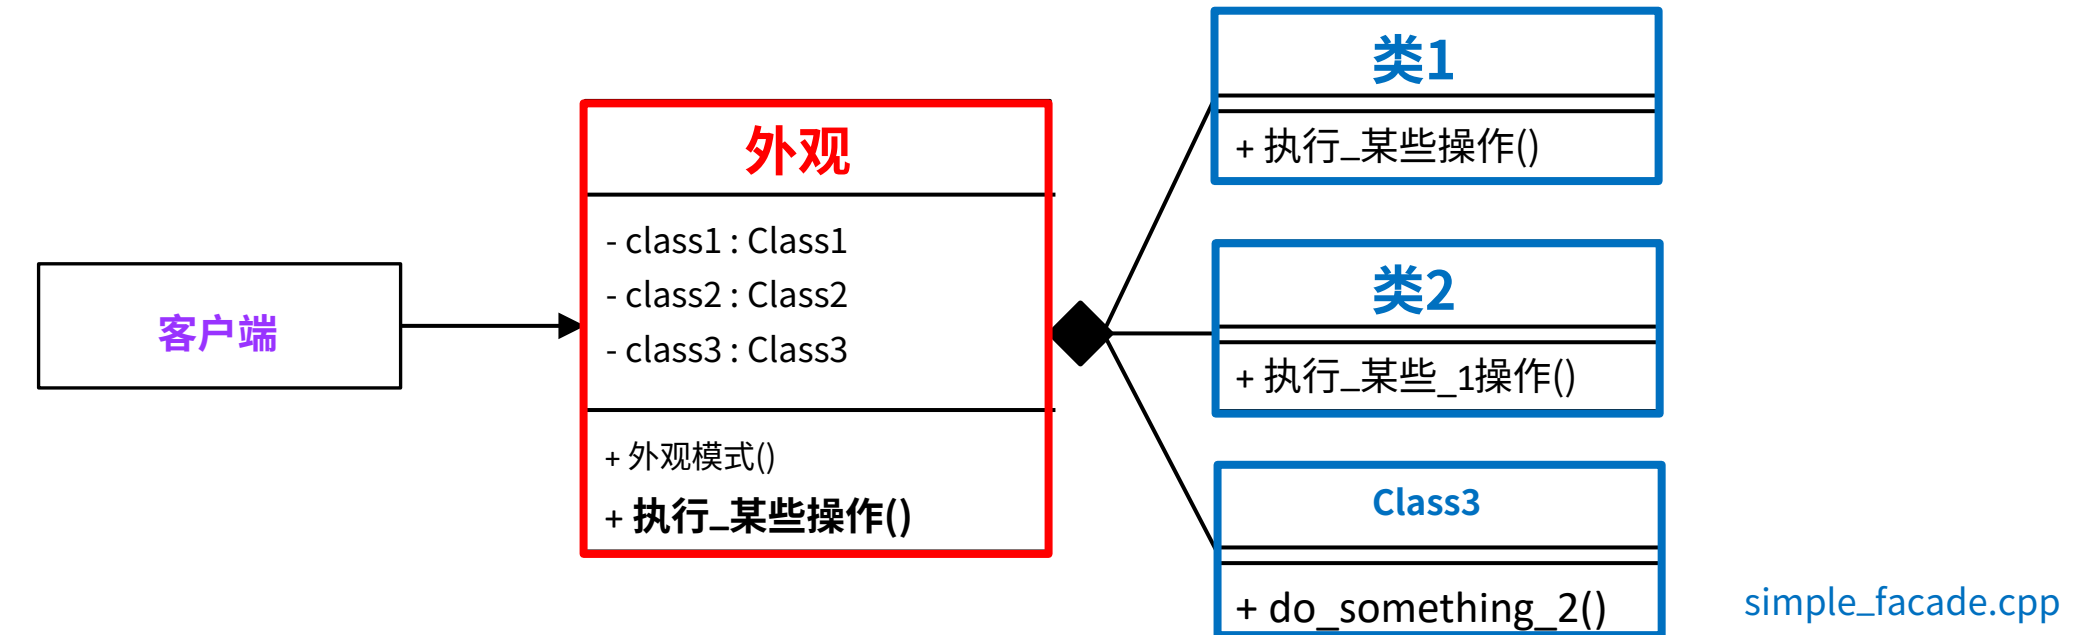 客户端
外观
- class1 : Class1
- class2 : Class2
- class3 : Class3
+ 外观模式()
+ 执行_某些操作()
类1
+ 执行_某些操作()
类2
+ 执行_某些_1操作()
Class3
+ do_something_2()
simple_facade.cpp